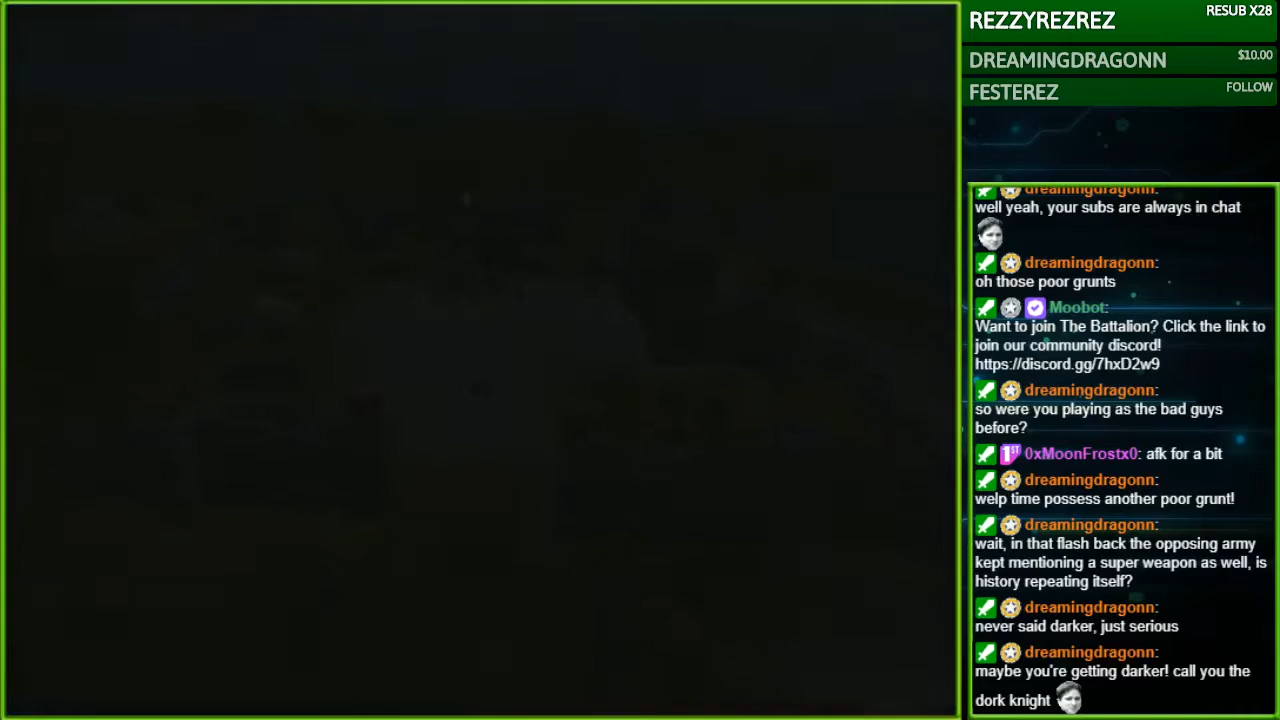 REZZYREZREZ
RESUB X28
DREAMINGDRAGONN
$10.00
FESTEREZ
FOLLOW
dreamingdragonn:
well yeah, your subs are always in chat
dreamingdragonn:
oh those poor grunts
Moobot:
Want to join The Battalion? Click the link to
join our community discord!
https://discord.gg/7hxD2w9
dreamingdragonn:
so were you playing as the bad guys
before?
1ST 0xMoonFrostx0: afk for a bit
dreamingdragonn:
welp time possess another poor grunt!
dreamingdragonn:
wait, in that flash back the opposing army
kept mentioning a super weapon as well, is
history repeating itself?
dreamingdragonn:
never said darker, just serious
dreamingdragonn:
maybe you're getting darker! call you the
dork knight